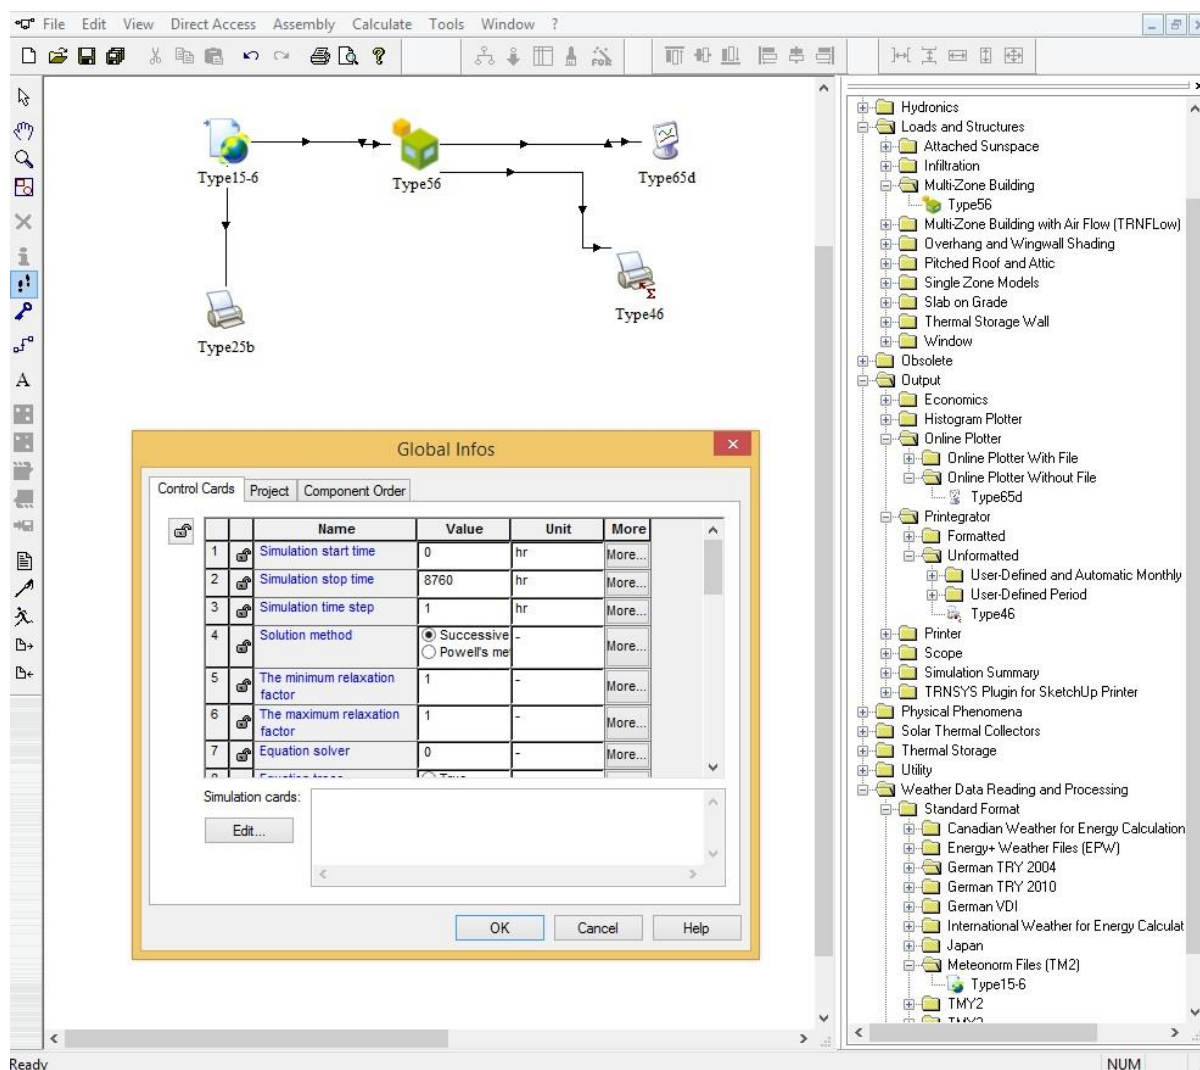 File Edit View Direct Access Assembly Calculate Tools Window ?
FOR
Type15-6
Type56
Type65d
Type46
Type25b
A
Global Infos
Control Cards Project Component Order
Name Value Unit More
1 Simulation start time 0 hr More...
2 Simulation stop time 8760 hr More...
3 Simulation time step 1 hr More...
4 Solution method Successive - More...
Powell's me
5 The minimum relaxation factor 1 - More...
6 The maximum relaxation factor 1 - More...
7 Equation solver 0 - More...
Simulation cards:
Edit...
OK Cancel Help
Hydronics
Loads and Structures
Attached Sunspace
Infiltration
Multi-Zone Building
Type56
Multi-Zone Building with Air Flow (TRNFLow)
Overhang and Wingwall Shading
Pitched Roof and Attic
Single Zone Models
Slab on Grade
Thermal Storage Wall
Window
Obsolete
Output
Economics
Histogram Plotter
Online Plotter
Online Plotter With File
Online Plotter Without File
Type65d
Printegrator
Formatted
Unformatted
User-Defined and Automatic Monthly
User-Defined Period
Type46
Printer
Scope
Simulation Summary
TRNSYS Plugin for SketchUp Printer
Physical Phenomena
Solar Thermal Collectors
Thermal Storage
Utility
Weather Data Reading and Processing
Standard Format
Canadian Weather for Energy Calculation
Energy+ Weather Files (EPW)
German TRY 2004
German TRY 2010
German VDI
International Weather for Energy Calculat
Japan
Meteonorm Files (TM2)
Type15-6
TMY2
Ready NUM